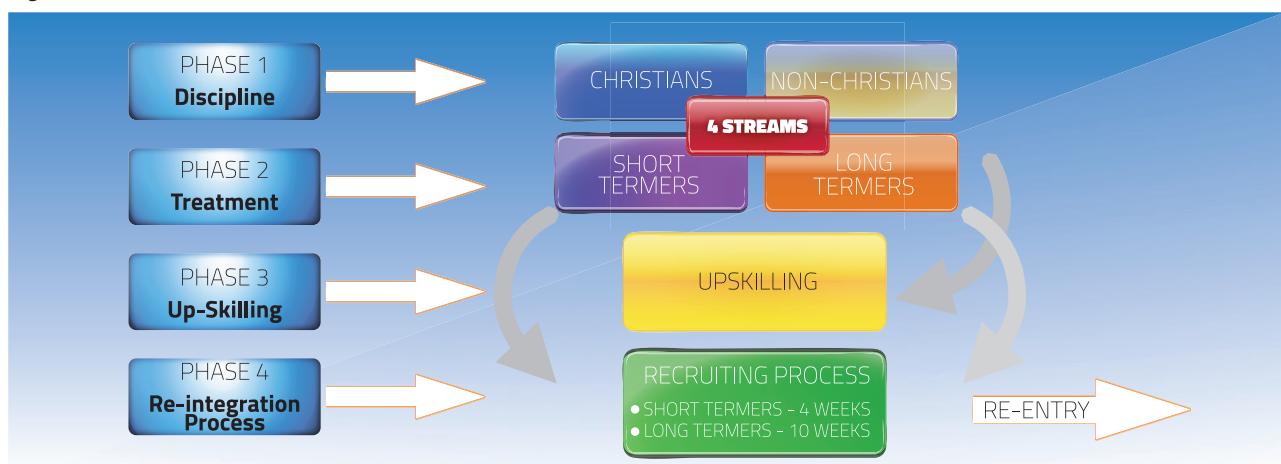 PHASE 1
Discipline
PHASE 2
Treatment
PHASE 3
Up-Skilling
PHASE 4
Re-integration
Process
CHRISTIANS
NON-CHRISTIANS
4 STREAMS
SHORT
TERMERS
LONG
TERMERS
UPSKILLING
RECRUITING PROCESS
● SHORT TERMERS - 4 WEEKS
● LONG TERMERS - 10 WEEKS
RE-ENTRY